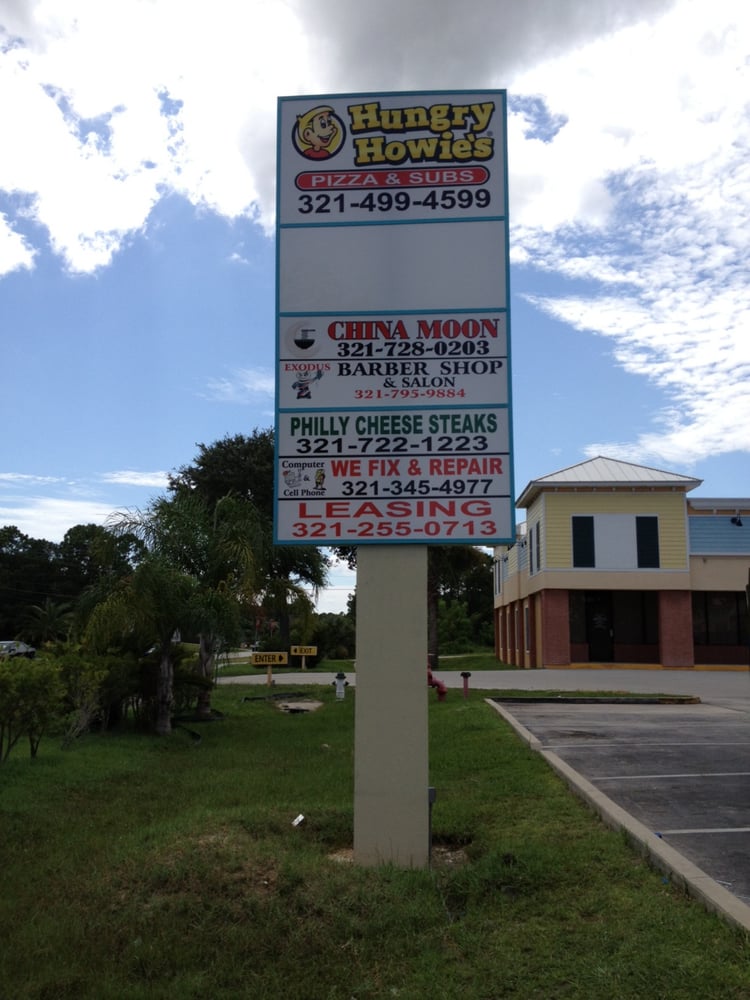 Hungry
Howie's®
PIZZA & SUBS
321-499-4599
CHINA MOON
321-728-0203
EXODUS BARBER SHOP
& SALON
321-795-9884
PHILLY CHEESE STEAKS
321-722-1223
Computer
&
Cell Phone
WE FIX & REPAIR
321-345-4977
LEASING
321-255-0713
ENTER
EXIT